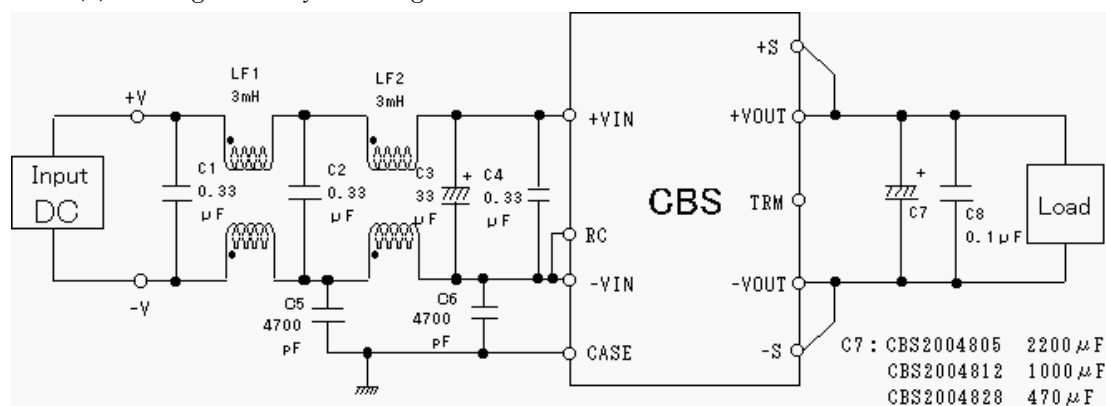 +S
LF1
3mH
LF2
3mH
+V
+VIN
+VOUT
Input
DC
C1
0.33
μF
C2
0.33
μF
C3
33
μF
+
C4
0.33
μF
CBS
TRM
+
C7
C8
0.1μF
Load
RC
-VIN
-VOUT
-V
C5
4700
pF
C6
4700
pF
CASE
-S
C7:CBS2004805 2200μF
CBS2004812 1000μF
CBS2004828 470μF